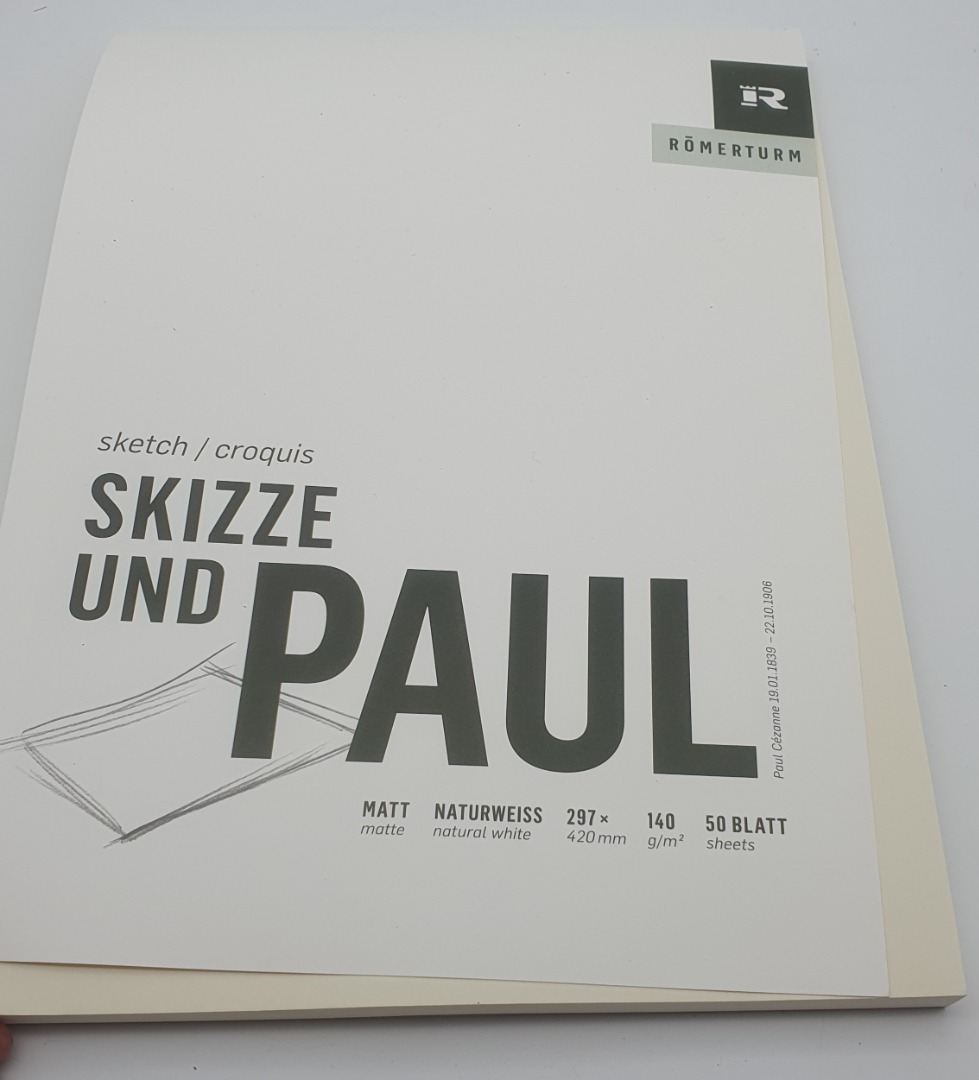 R
RÖMERTURM
sketch / croquis
SKIZZE
UND PAUL
Paul Cézanne 19.01.1839 – 22.10.1906
MATT NATURWEISS 297 × 140 50 BLATT
matte natural white 420 mm g/m² sheets